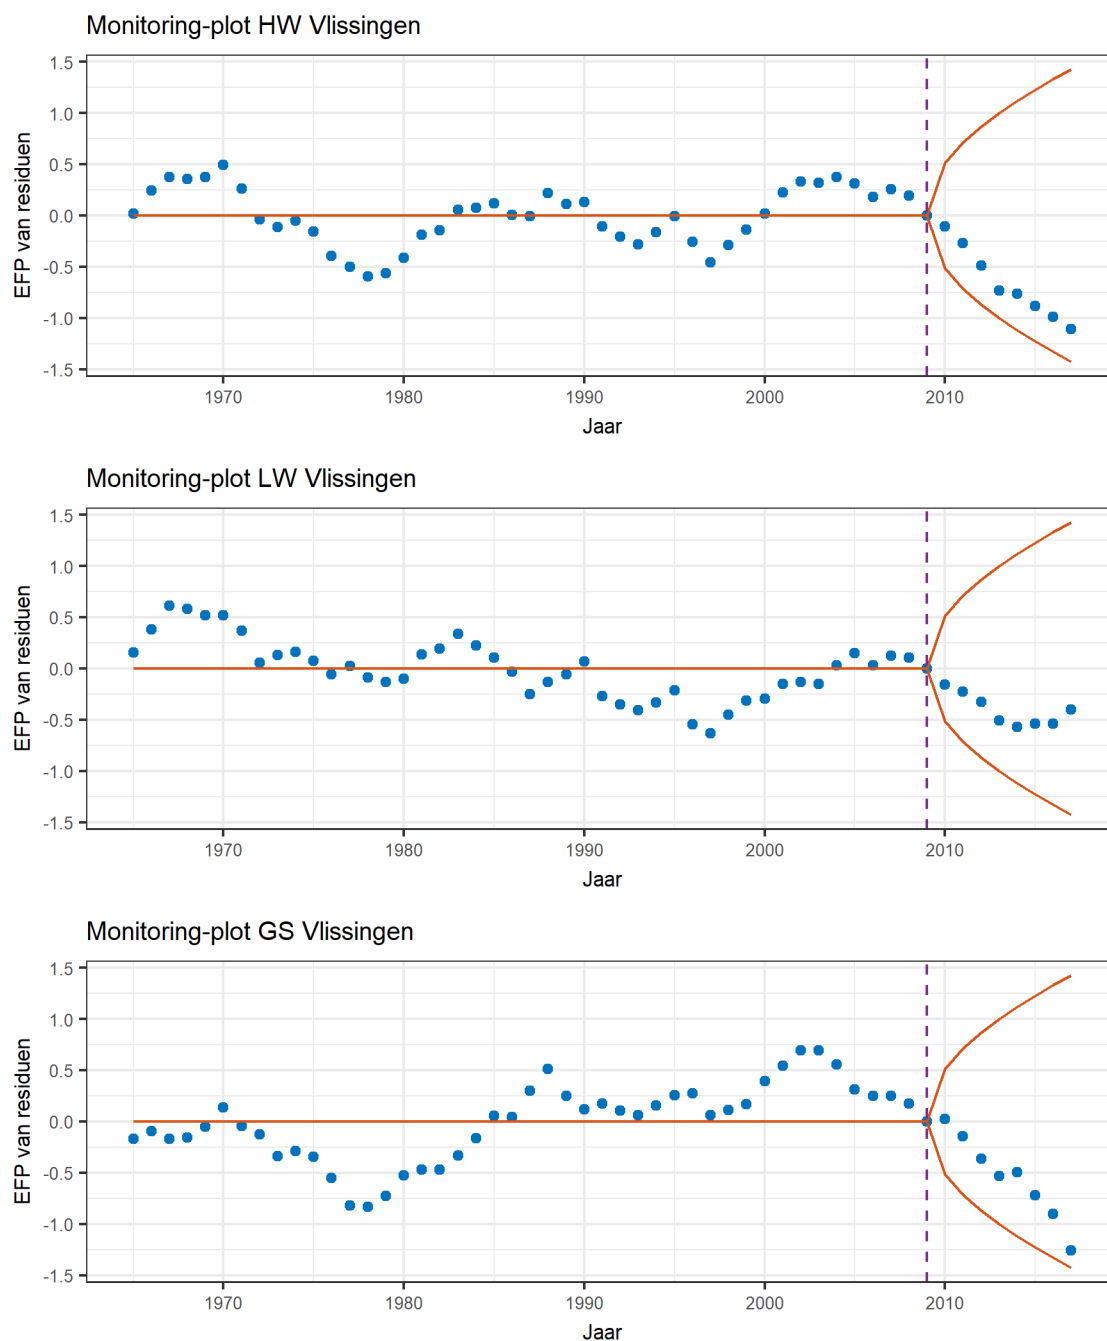 Monitoring-plot HW Vlissingen
1.5
1.0
0.5
0.0
-0.5
-1.0
-1.5
EFP van residuen
1970 1980 1990 2000 2010
Jaar
Monitoring-plot LW Vlissingen
1.5
1.0
0.5
0.0
-0.5
-1.0
-1.5
EFP van residuen
1970 1980 1990 2000 2010
Jaar
Monitoring-plot GS Vlissingen
1.5
1.0
0.5
0.0
-0.5
-1.0
-1.5
EFP van residuen
1970 1980 1990 2000 2010
Jaar